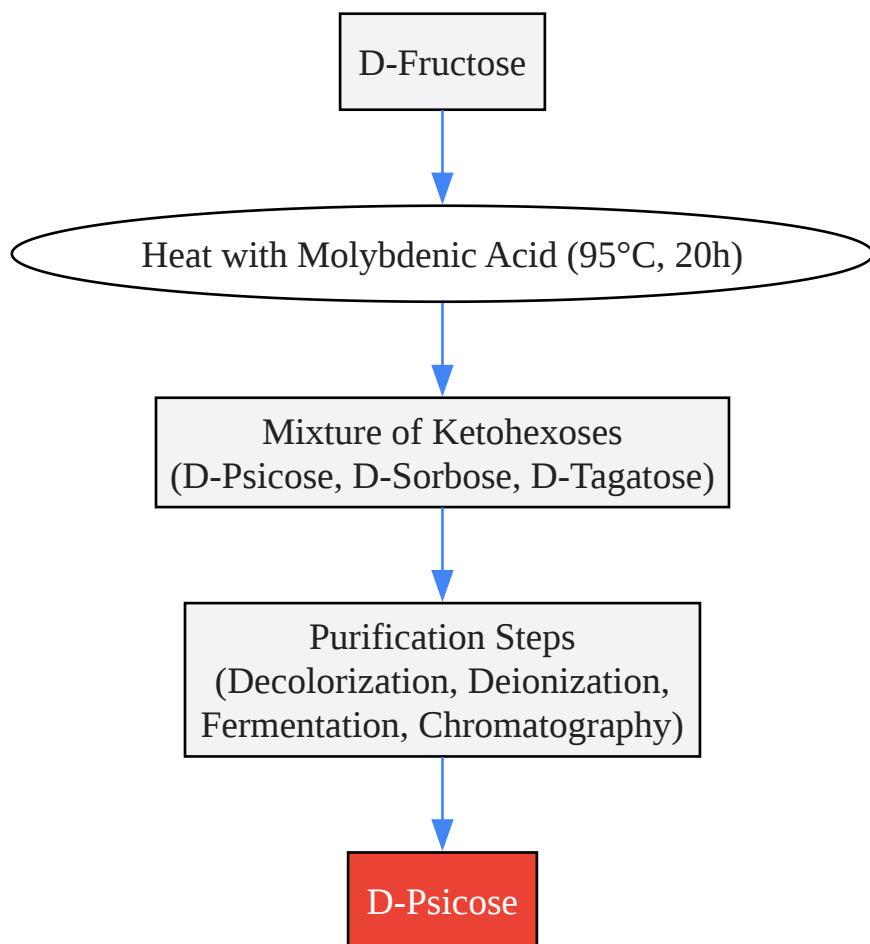 D-Fructose
Heat with Molybdenic Acid (95°C, 20h)
Mixture of Ketohexoses
(D-Psicose, D-Sorbose, D-Tagatose)
Purification Steps
(Decolorization, Deionization,
Fermentation, Chromatography)
D-Psicose